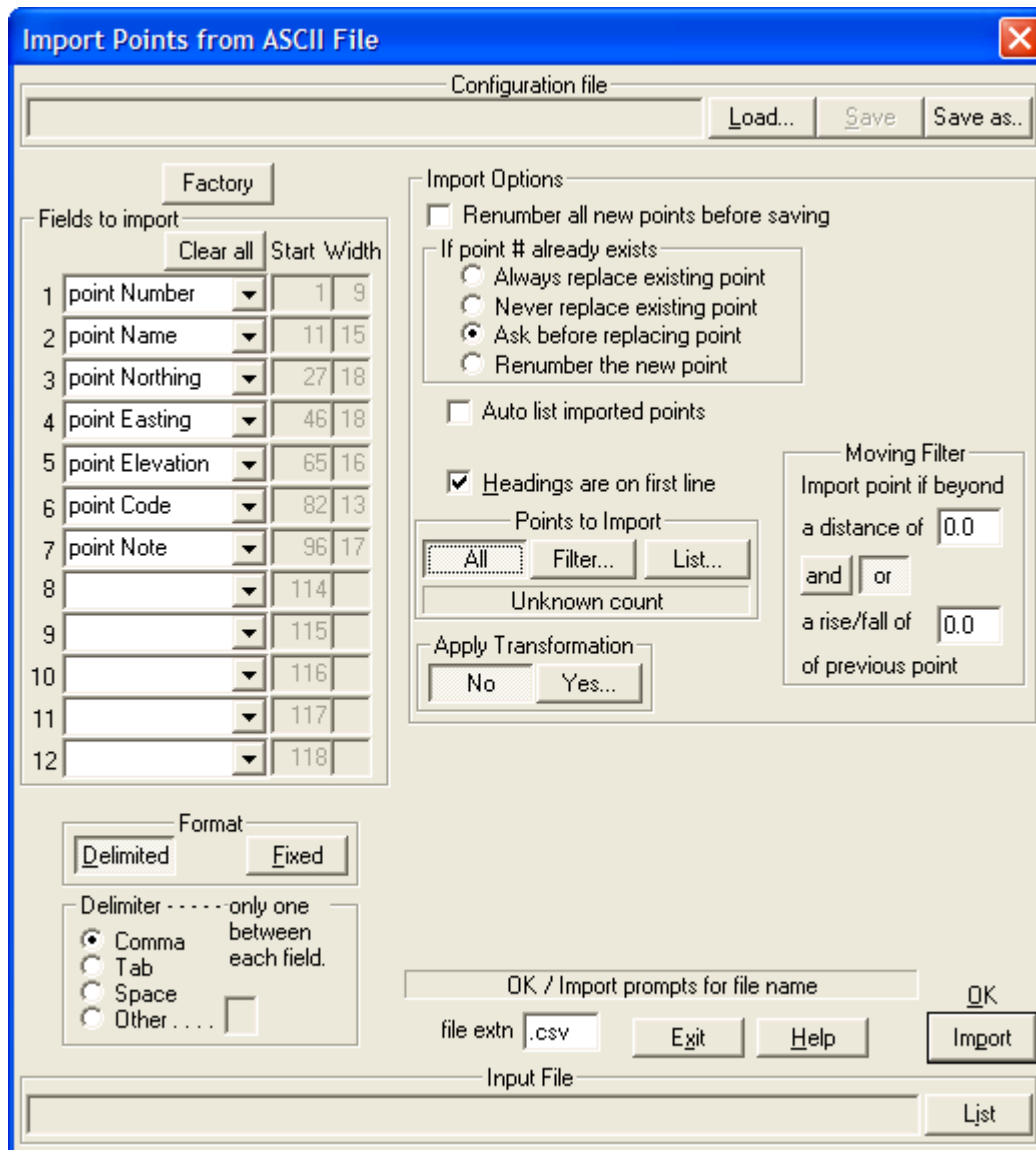 Import Points from ASCII File
Configuration file
Load... Save Save as..
Factory
Fields to import
Clear all Start Width
1 point Number 1 9
2 point Name 11 15
3 point Northing 27 18
4 point Easting 46 18
5 point Elevation 65 16
6 point Code 82 13
7 point Note 96 17
8 114
9 115
10 116
11 117
12 118
Format
Delimited Fixed
Delimiter - - - - - only one
between
each field.
Comma
Tab
Space
Other . . . .
Import Options
Renumber all new points before saving
If point # already exists
Always replace existing point
Never replace existing point
Ask before replacing point
Renumber the new point
Auto list imported points
Headings are on first line
Points to Import
All Filter... List...
Unknown count
Apply Transformation
No Yes...
Moving Filter
Import point if beyond
a distance of 0.0
and or
a rise/fall of 0.0
of previous point
OK / Import prompts for file name
file extn .csv Exit Help
OK
Import
Input File
List